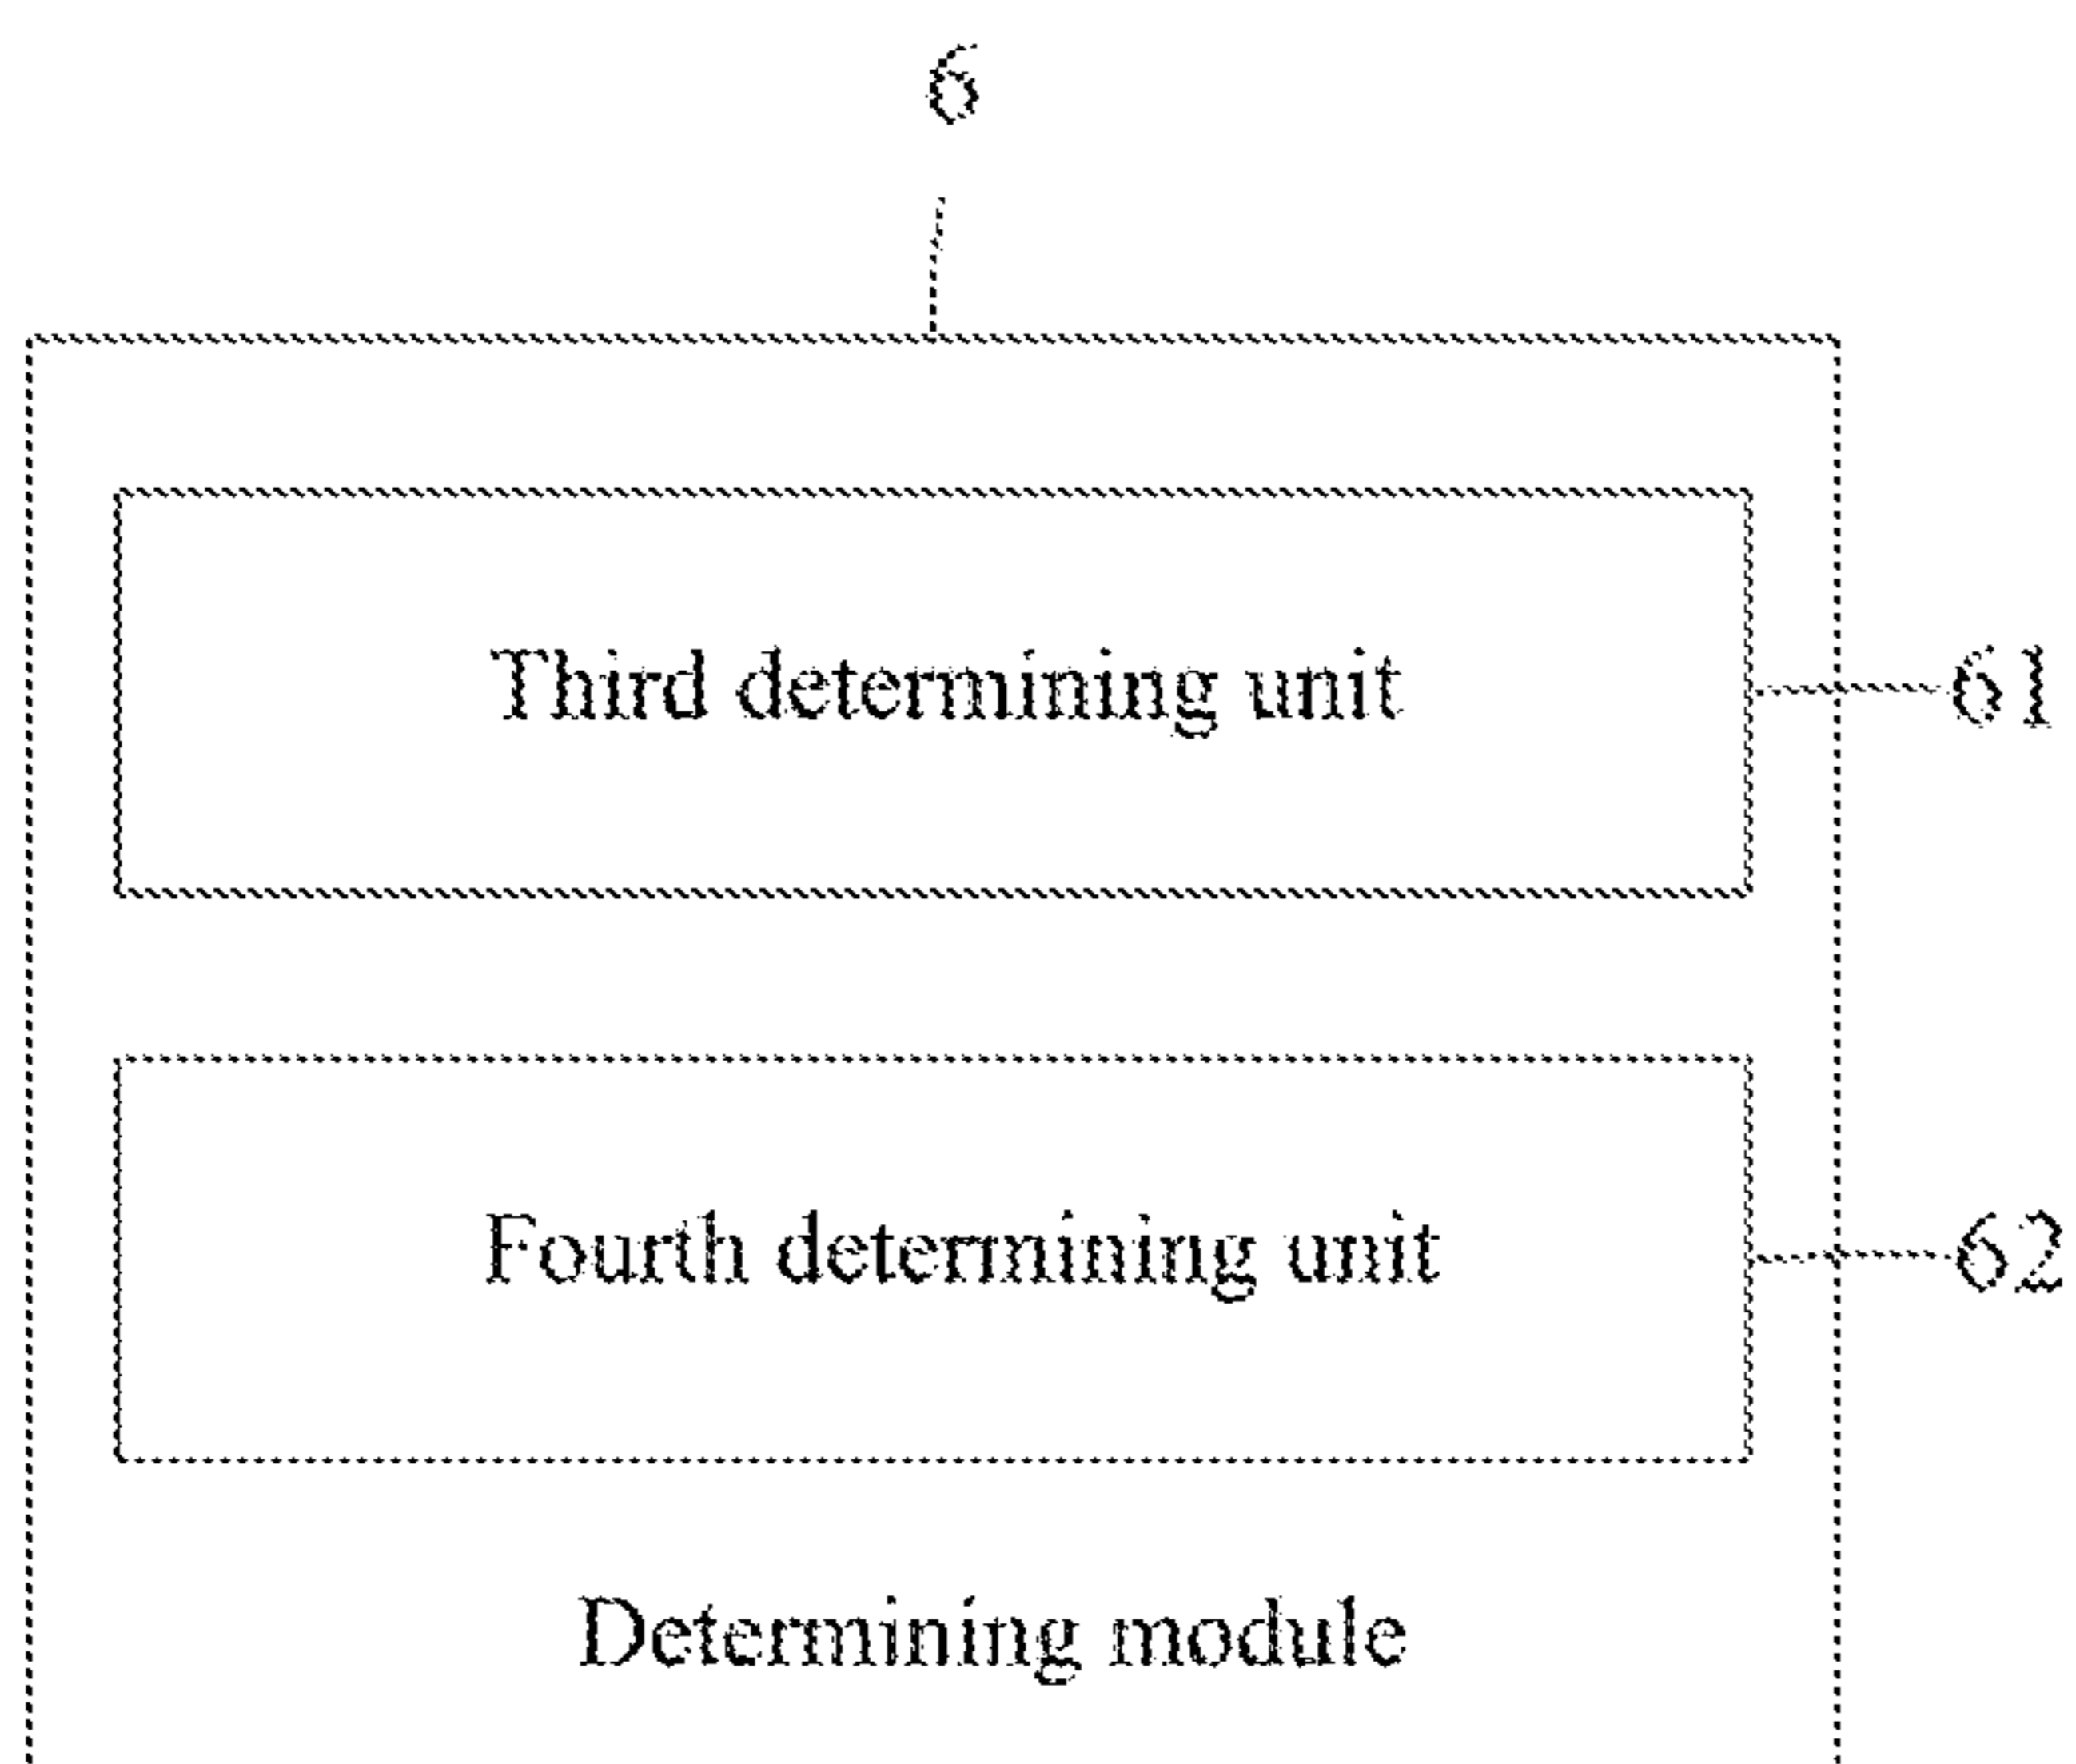 6
Third determining unit
61
Fourth determining unit
62
Determining module